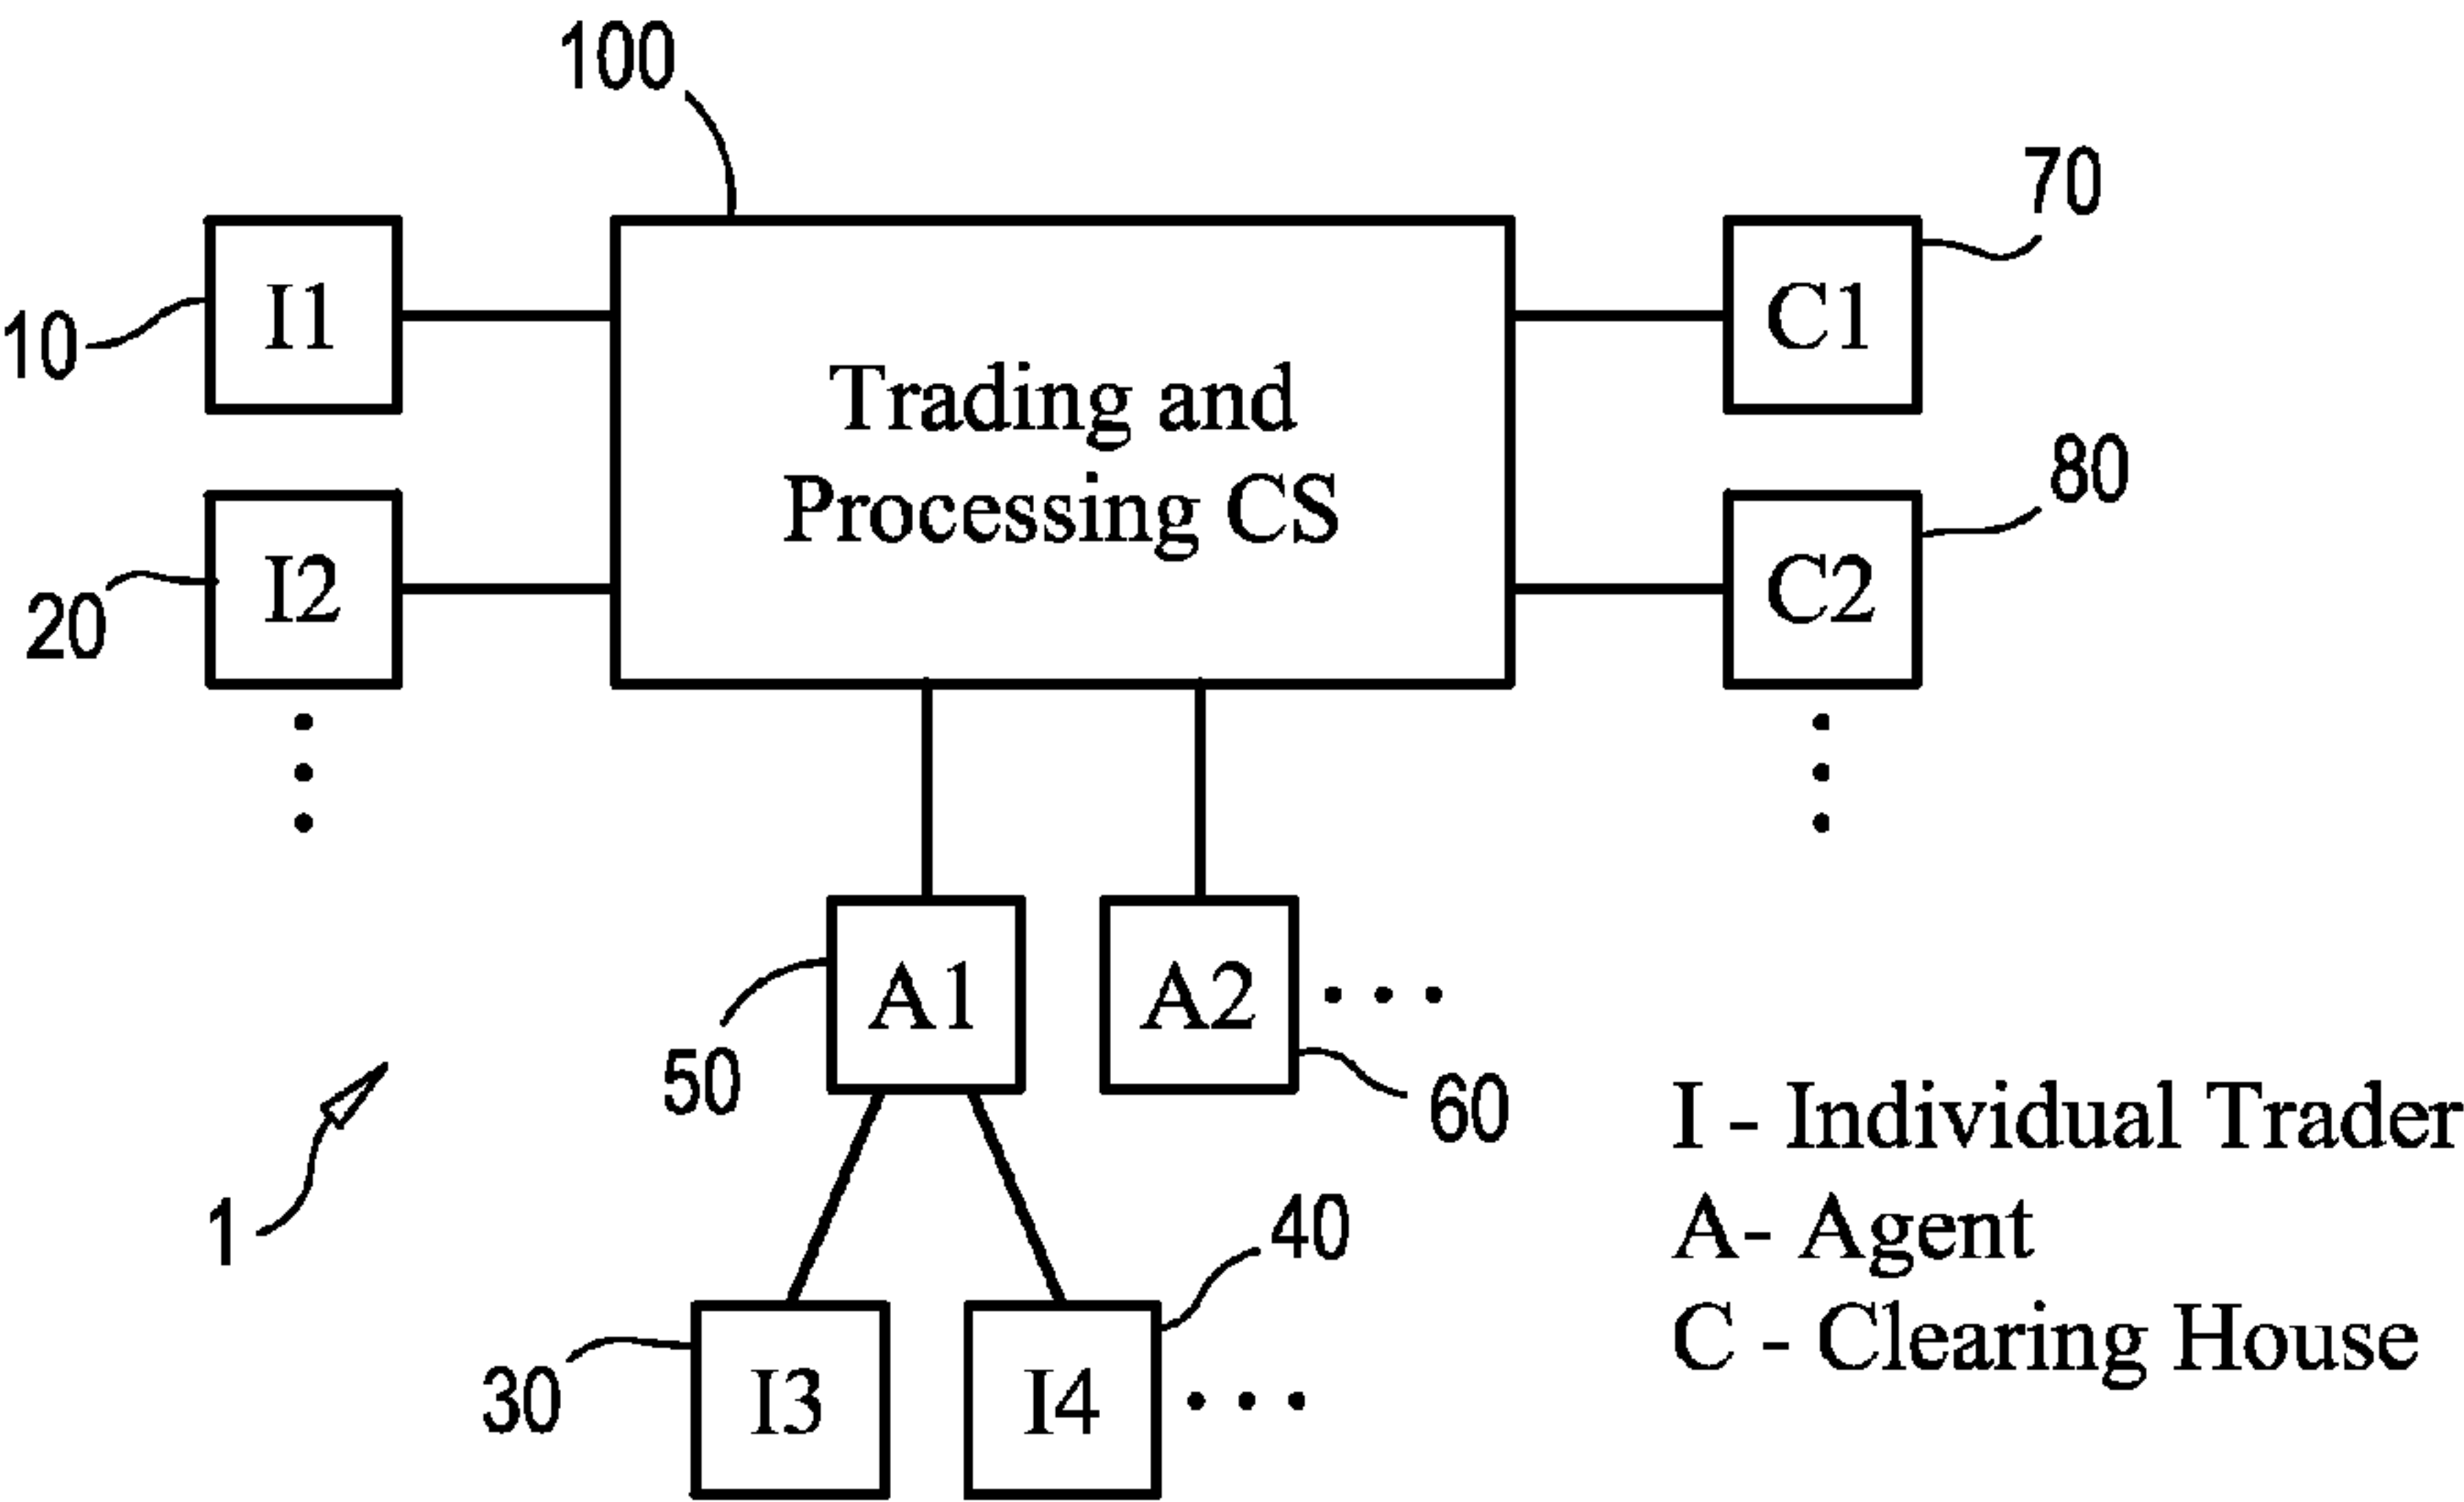 100
70
10
I1
C1
Trading and
Processing CS
80
20
I2
C2
50
A1
A2
60
1
40
30
I3
I4
I - Individual Trader
A- Agent
C - Clearing House